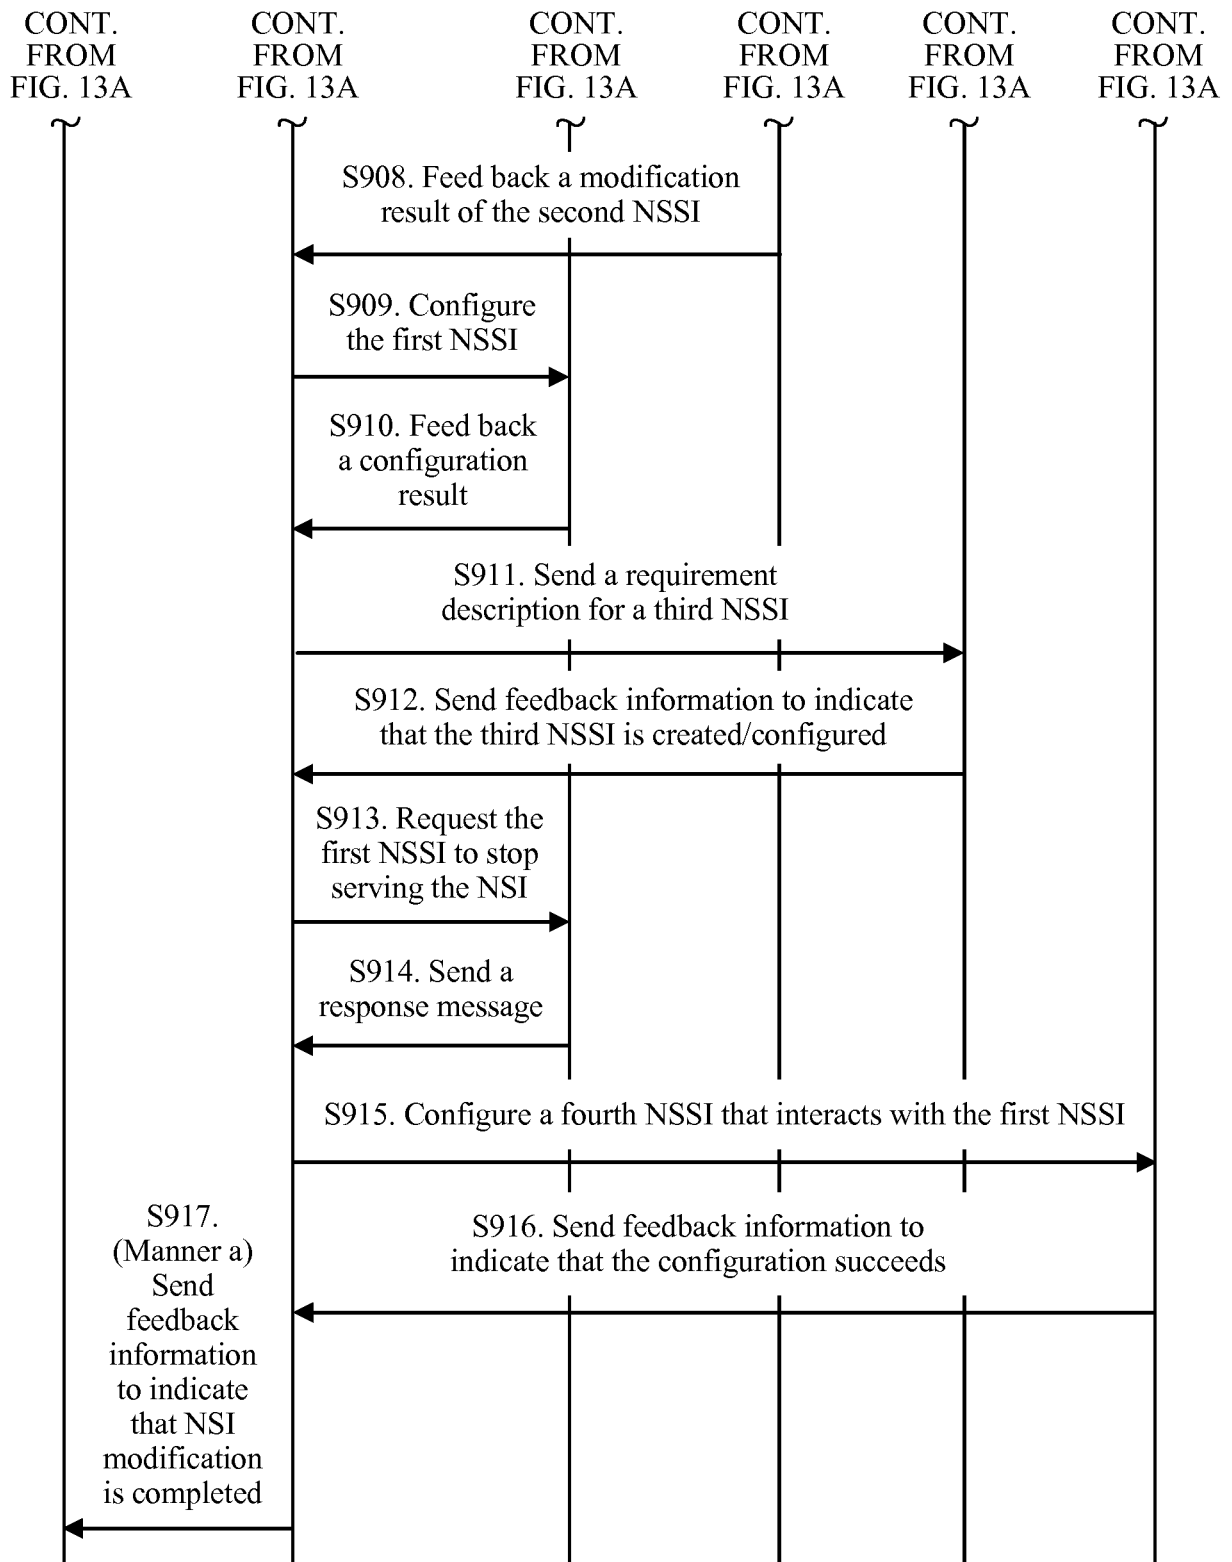 CONT.
FROM
FIG. 13A
CONT.
FROM
FIG. 13A
CONT.
FROM
FIG. 13A
CONT.
FROM
FIG. 13A
CONT.
FROM
FIG. 13A
CONT.
FROM
FIG. 13A
S908. Feed back a modification
result of the second NSSI
S909. Configure
the first NSSI
S910. Feed back
a configuration
result
S911. Send a requirement
description for a third NSSI
S912. Send feedback information to indicate
that the third NSSI is created/configured
S913. Request the
first NSSI to stop
serving the NSI
S914. Send a
response message
S915. Configure a fourth NSSI that interacts with the first NSSI
S916. Send feedback information to
indicate that the configuration succeeds
S917.
(Manner a)
Send
feedback
information
to indicate
that NSI
modification
is completed